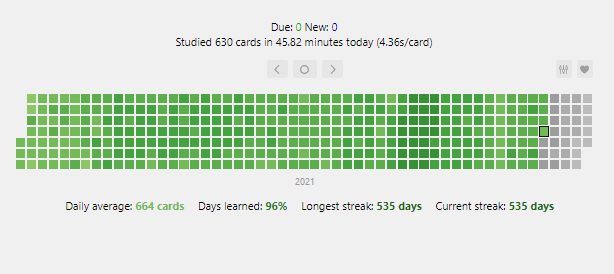 Due: 0 New: 0
Studied 630 cards in 45.82 minutes today (4.36s/card)
2021
Daily average: 664 cards Days learned: 96% Longest streak: 535 days Current streak: 535 days